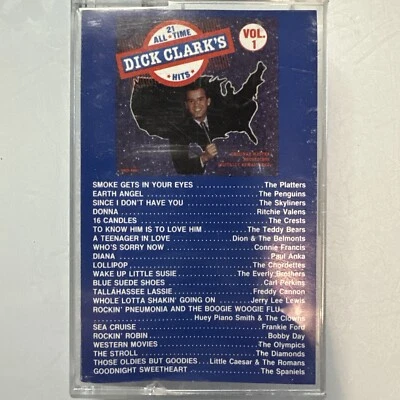 21
ALL★TIME
DICK CLARK'S
HITS
VOL.
1
SMOKE GETS IN YOUR EYES ... The Platters
EARTH ANGEL ... The Penguins
SINCE I DON'T HAVE YOU ... The Skyliners
DONNA ... Ritchie Valens
16 CANDLES ... The Crests
TO KNOW HIM IS TO LOVE HIM ... The Teddy Bears
A TEENAGER IN LOVE ... Dion & The Belmonts
WHO'S SORRY NOW ... Connie Francis
DIANA ... Paul Anka
LOLLIPOP ... The Chordettes
WAKE UP LITTLE SUSIE ... The Everly Brothers
BLUE SUEDE SHOES ... Carl Perkins
TALLAHASSEE LASSIE ... Freddy Cannon
WHOLE LOTTA SHAKIN' GOING ON ... Jerry Lee Lewis
ROCKIN' PNEUMONIA AND THE BOOGIE WOOGIE FLU
Huey Piano Smith & The Clowns
SEA CRUISE ... Frankie Ford
ROCKIN' ROBIN ... Bobby Day
WESTERN MOVIES ... The Olympics
THE STROLL ... The Diamonds
THOSE OLDIES BUT GOODIES ... Little Caesar & The Romans
GOODNIGHT SWEETHEART ... The Spaniels